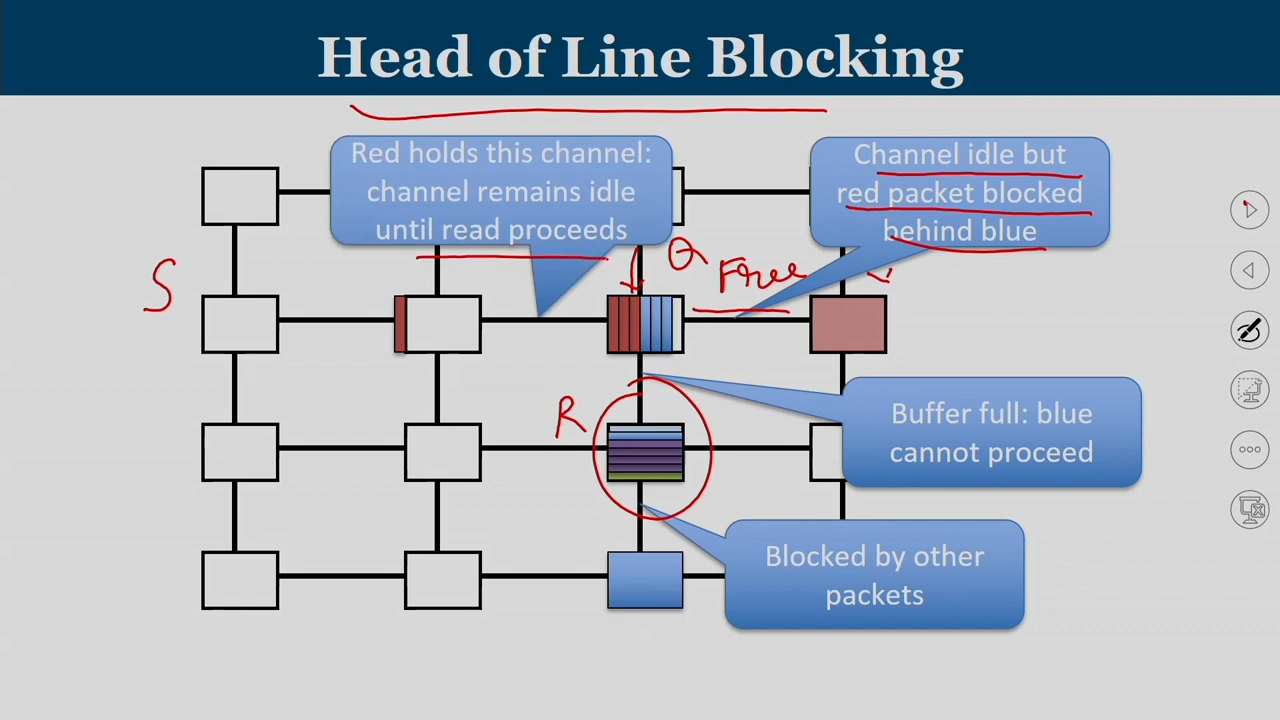 Head of Line Blocking
Red holds this channel:
channel remains idle
until read proceeds
Channel idle but
red packet blocked
behind blue
S
Q
Free
R
Buffer full: blue
cannot proceed
Blocked by other
packets